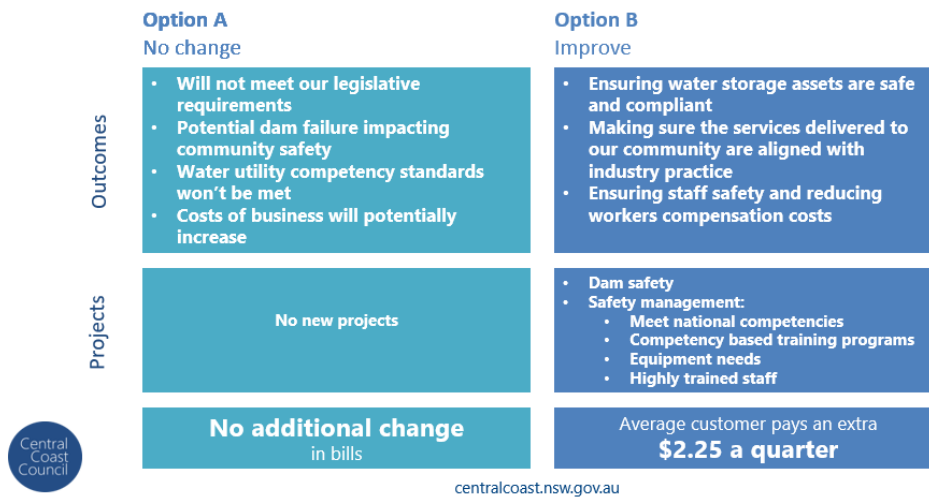 Option A
No change
Option B
Improve
Outcomes
• Will not meet our legislative
requirements
• Potential dam failure impacting
community safety
• Water utility competency standards
won't be met
• Costs of business will potentially
increase
• Ensuring water storage assets are safe
and compliant
• Making sure the services delivered to
our community are aligned with
industry practice
• Ensuring staff safety and reducing
workers compensation costs
Projects
No new projects
• Dam safety
• Safety management:
• Meet national competencies
• Competency based training programs
• Equipment needs
• Highly trained staff
No additional change
in bills
Average customer pays an extra
$2.25 a quarter
Central
Coast
Council
centralcoast.nsw.gov.au